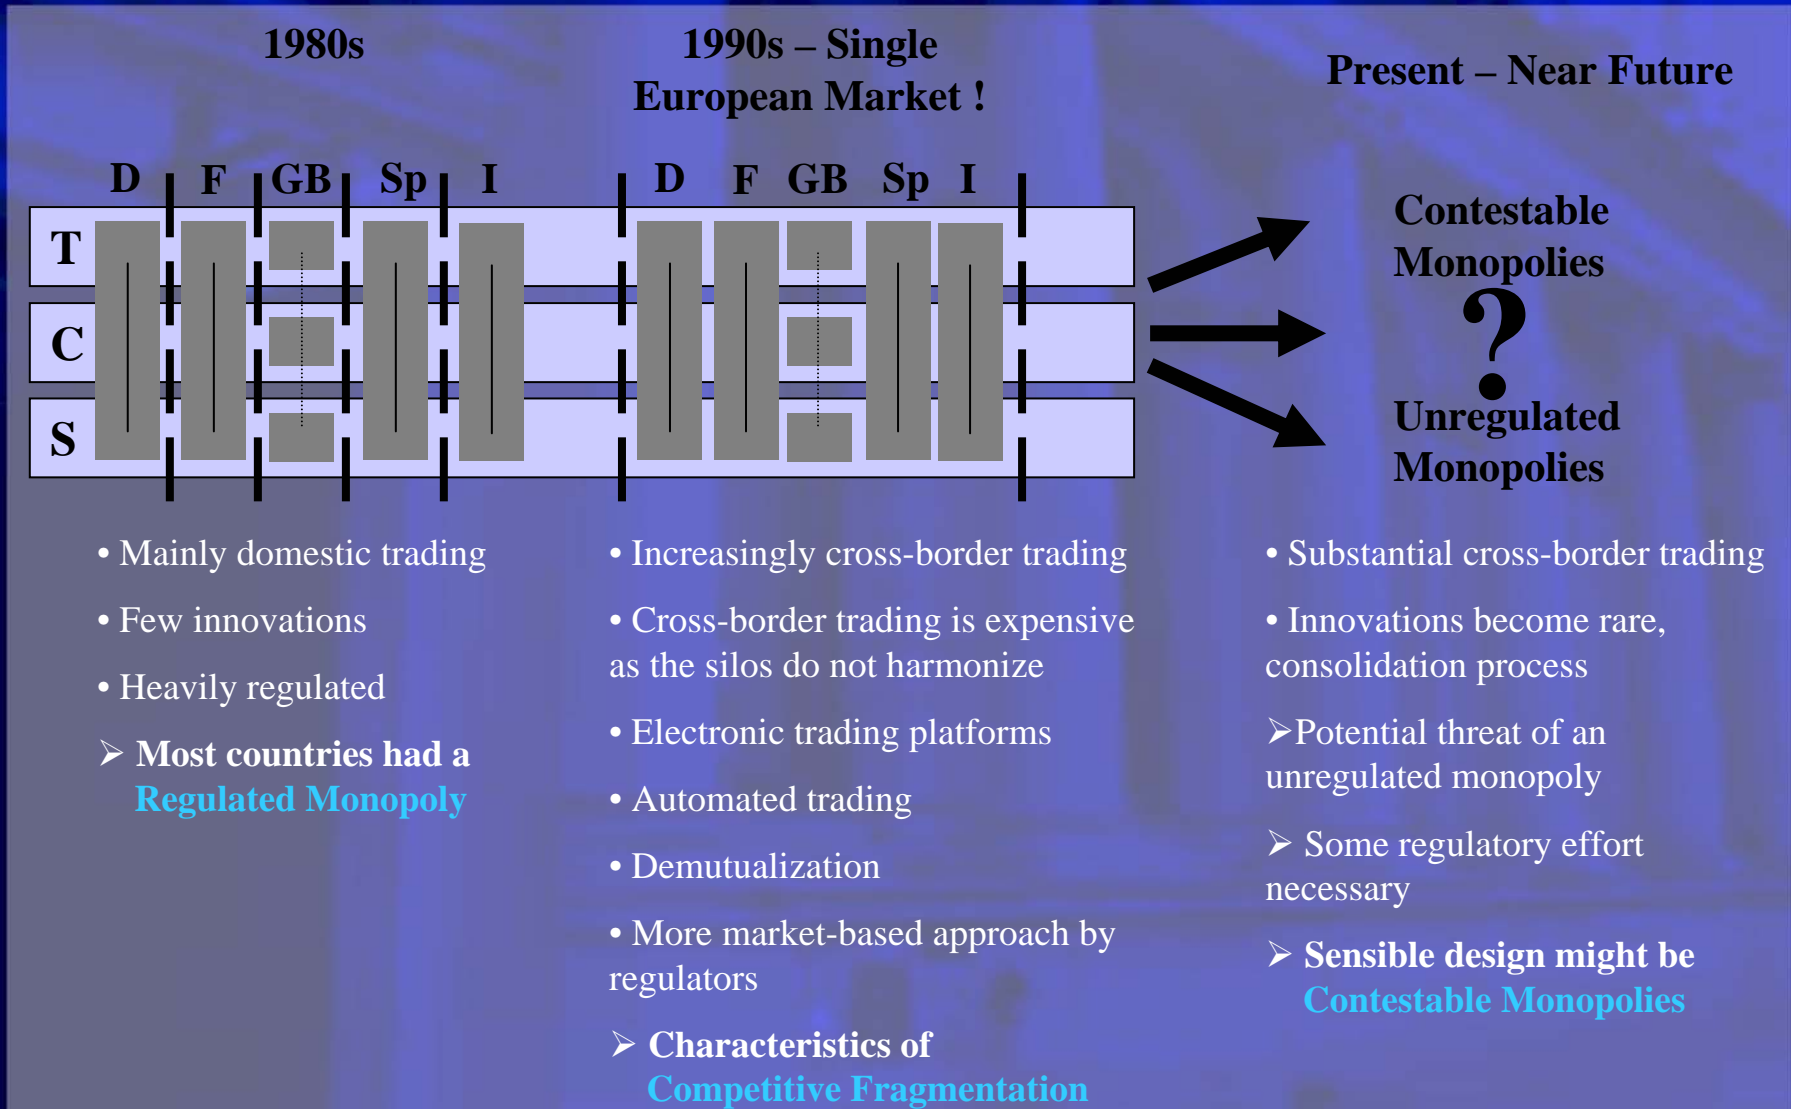 1980s
1990s – Single
European Market !
Present – Near Future
D F GB Sp I
D F GB Sp I
T
C
S
Contestable
Monopolies
?
Unregulated
Monopolies
• Mainly domestic trading
• Few innovations
• Heavily regulated
➢ Most countries had a
Regulated Monopoly
• Increasingly cross-border trading
• Cross-border trading is expensive
as the silos do not harmonize
• Electronic trading platforms
• Automated trading
• Demutualization
• More market-based approach by
regulators
➢ Characteristics of
Competitive Fragmentation
• Substantial cross-border trading
• Innovations become rare,
consolidation process
➢Potential threat of an
unregulated monopoly
➢ Some regulatory effort
necessary
➢ Sensible design might be
Contestable Monopolies